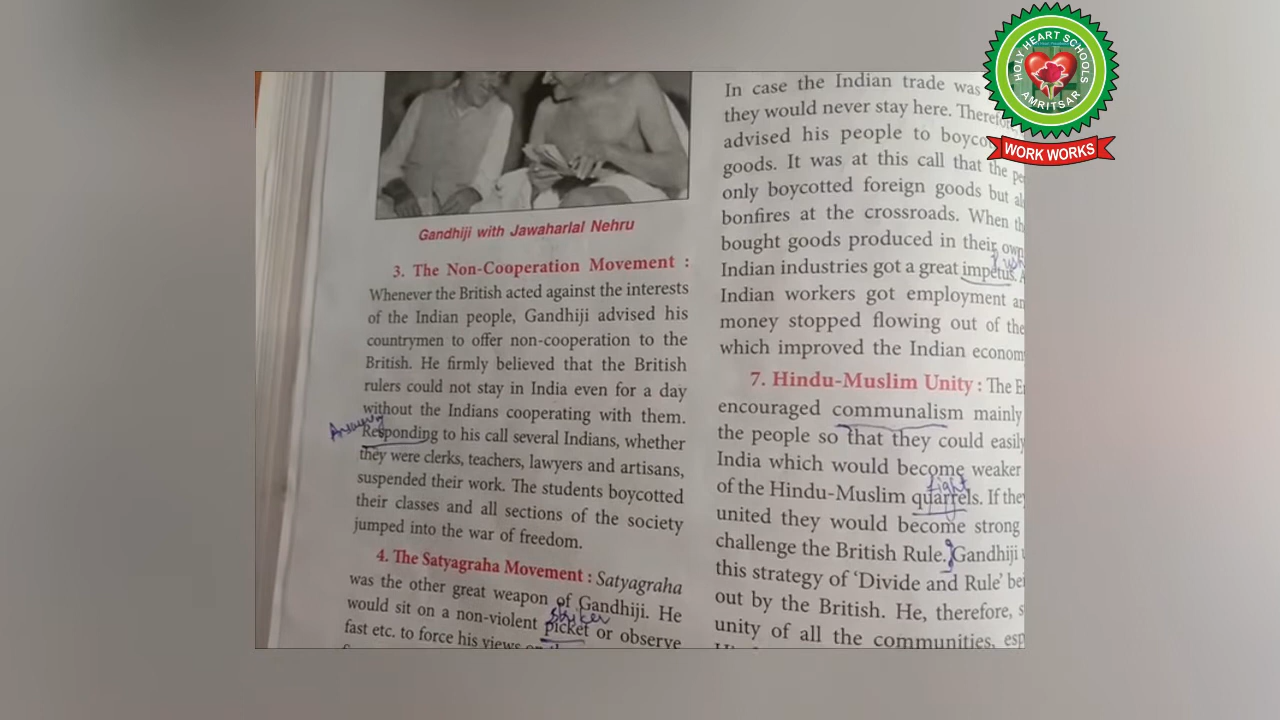 Gandhiji with Jawaharlal Nehru
3. The Non-Cooperation Movement :
Whenever the British acted against the interests
of the Indian people, Gandhiji advised his
countrymen to offer non-cooperation to the
British. He firmly believed that the British
rulers could not stay in India even for a day
without the Indians cooperating with them.
Responding to his call several Indians, whether
they were clerks, teachers, lawyers and artisans,
suspended their work. The students boycotted
their classes and all sections of the society
jumped into the war of freedom.
4. The Satyagraha Movement : Satyagraha
was the other great weapon of Gandhiji. He
striker
would sit on a non-violent picket or observe
fast etc. to force his views
In case the Indian trade was
they would never stay here.
advised his people to
goods. It was at this call that the
only boycotted foreign goods but
bonfires at the crossroads. When
bought goods produced in their own
Indian industries got a great impetus.
Indian workers got employment
money stopped flowing out of the
which improved the Indian
7. Hindu-Muslim Unity : The
encouraged communalism mainly
the people so that they could easily
India which would become weaker
fight
of the Hindu-Muslim quarrels. If they
united they would become strong
challenge the British Rule. Gandhiji
this strategy of 'Divide and Rule'
out by the British. He, therefore,
unity of all the communities,
HOLY HEART SCHOOLS
AMRITSAR
WORK WORKS